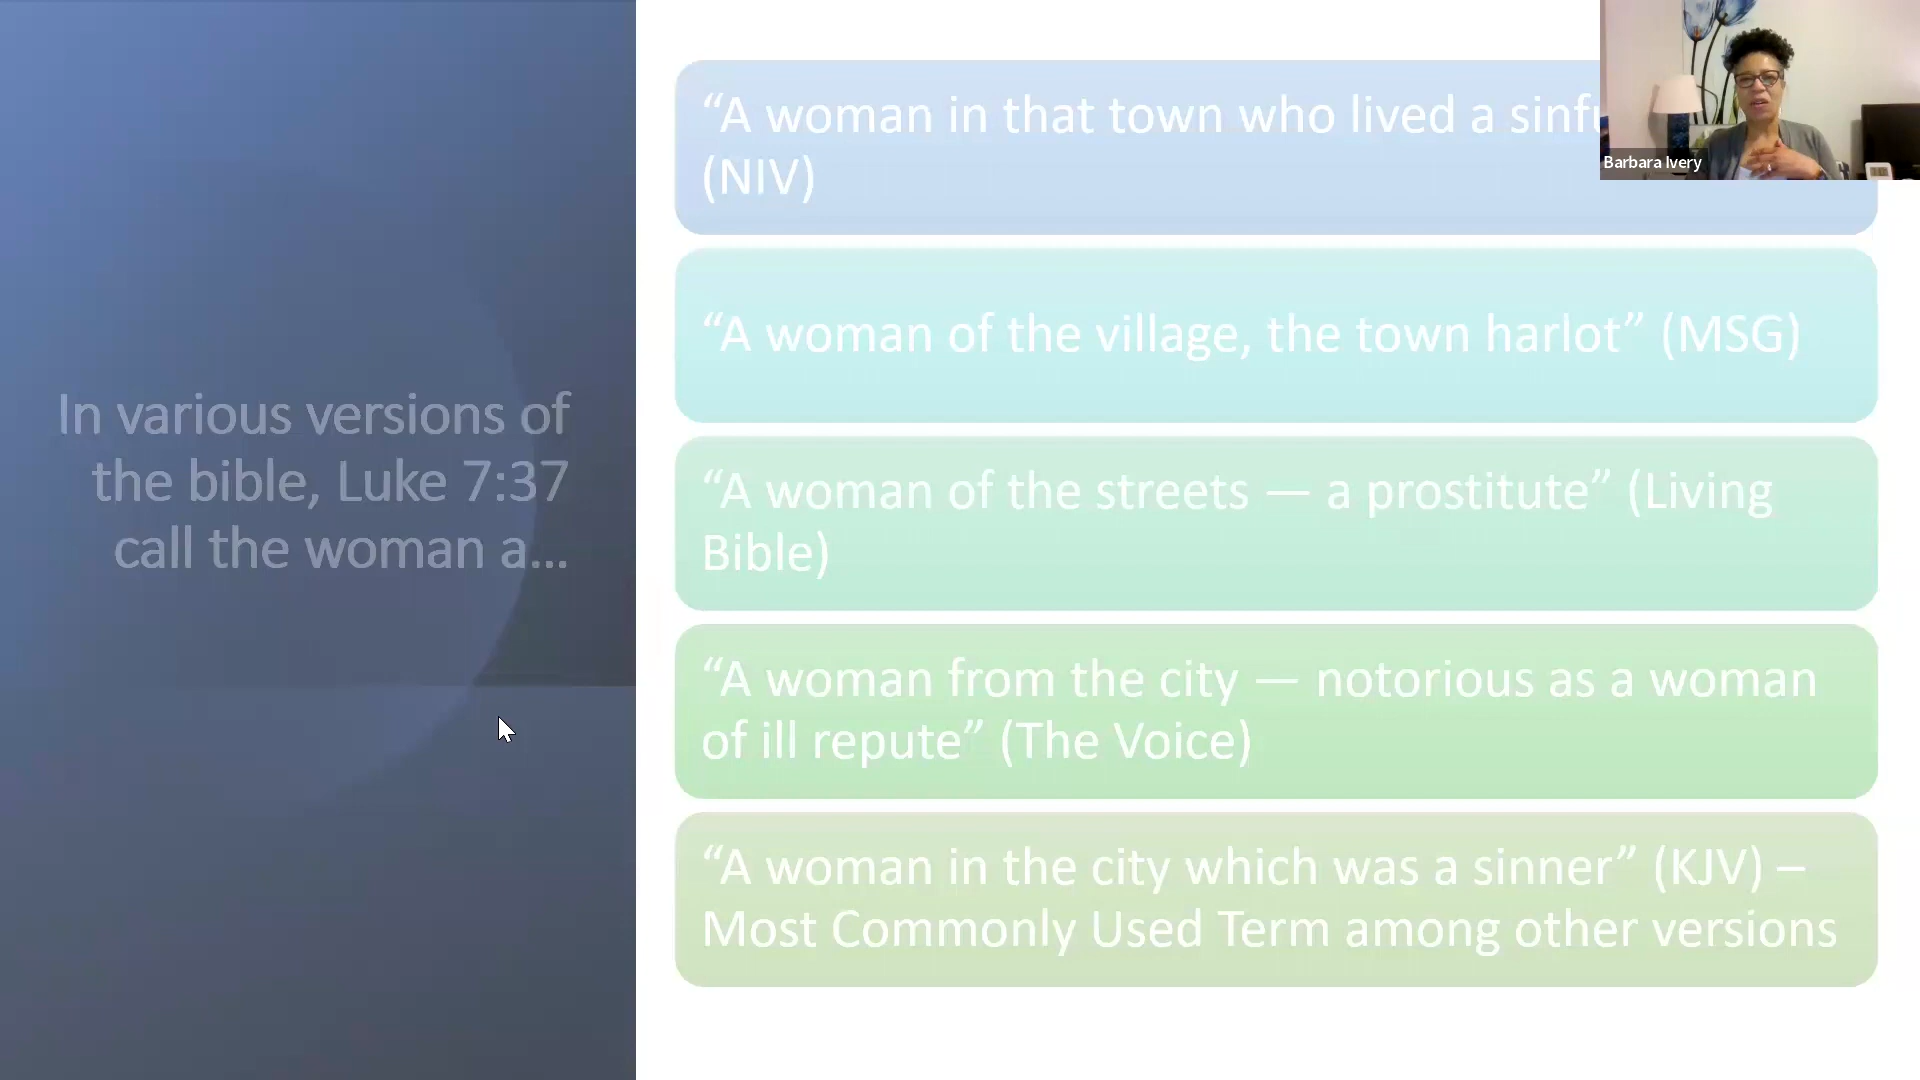 In various versions of
the bible, Luke 7:37
call the woman a...
“A woman in that town who lived a
(NIV)
“A woman of the village, the town harlot” (MSG)
“A woman of the streets — a prostitute” (Living
Bible)
“A woman from the city — notorious as a woman
of ill repute” (The Voice)
“A woman in the city which was a sinner” (KJV) –
Most Commonly Used Term among other versions
Barbara Ivery